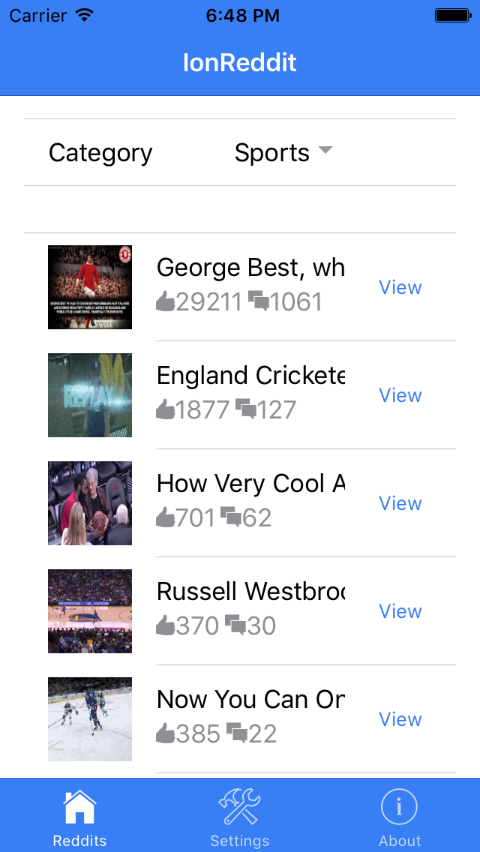 Carrier 6:48 PM
IonReddit
Category Sports
George Best, wh
29211 1061
View
England Crickete
1877 127
View
How Very Cool A
701 62
View
Russell Westbroo
370 30
View
Now You Can On
385 22
View
Reddits Settings About